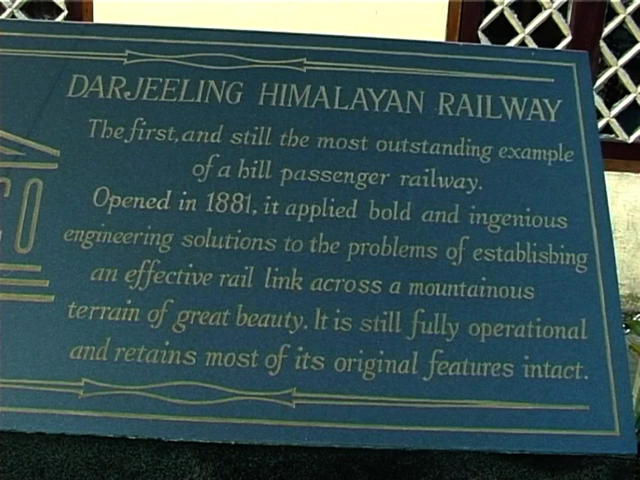 DARJEELING HIMALAYAN RAILWAY
The first, and still the most outstanding example
of a hill passenger railway.
Opened in 1881, it applied bold and ingenious
engineering solutions to the problems of establishing
an effective rail link across a mountainous
terrain of great beauty. It is still fully operational
and retains most of its original features intact.